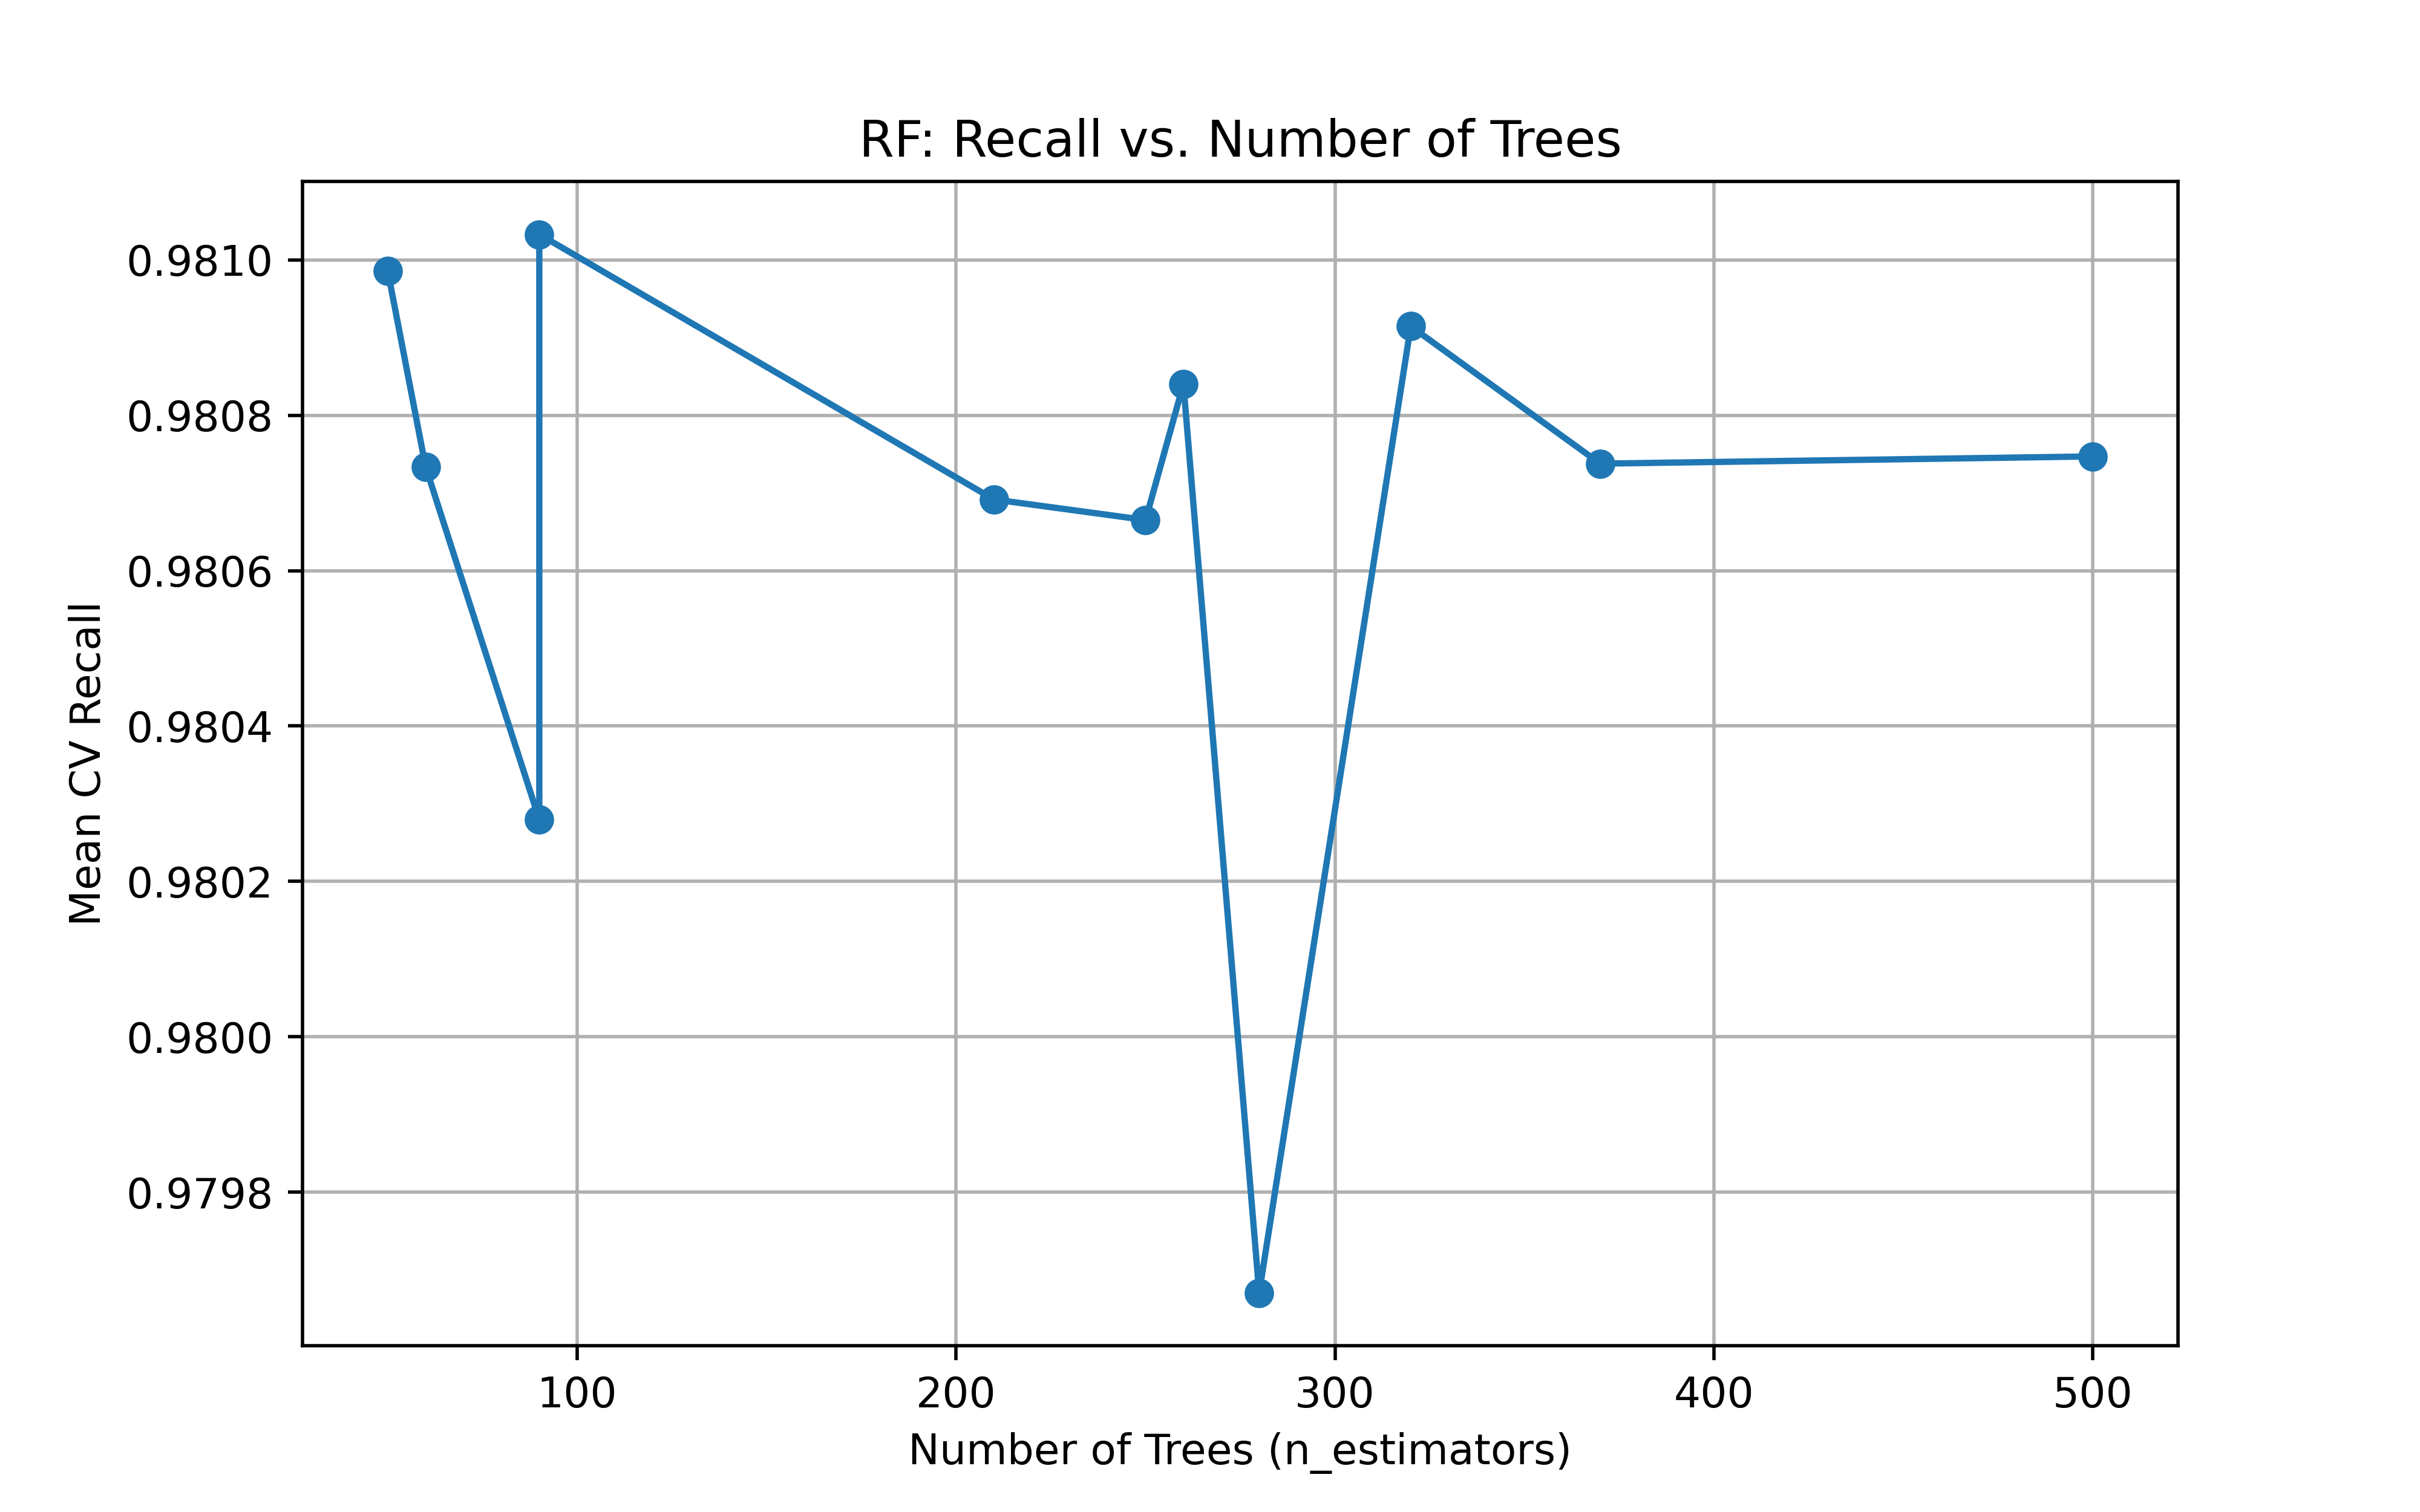 RF: Recall vs. Number of Trees
Mean CV Recall
0.9810
0.9808
0.9806
0.9804
0.9802
0.9800
0.9798
100 200 300 400 500
Number of Trees (n_estimators)